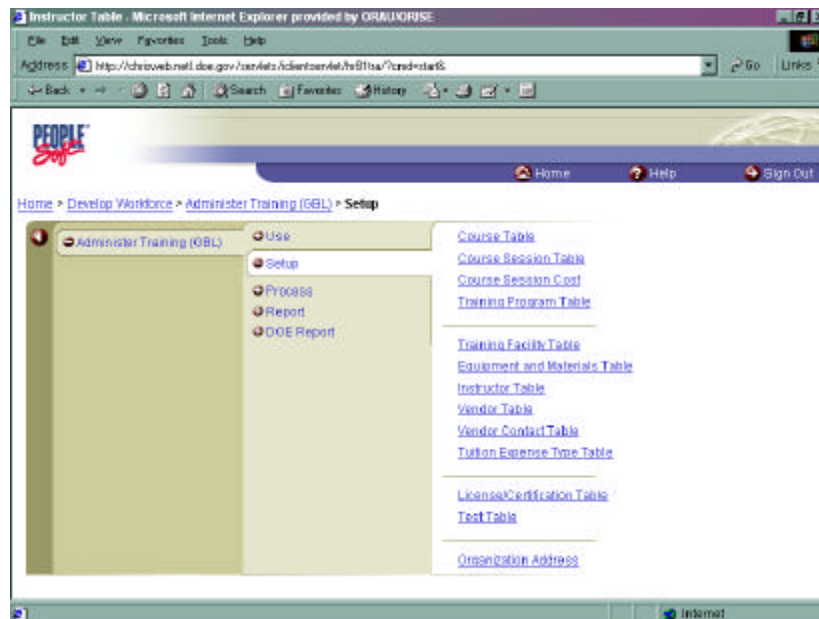 Instructor Table - Microsoft Internet Explorer provided by ORAU/ORISE
File Edit View Favorites Tools Help
Address http://chrisweb.netl.doe.gov/servlets/iclientservlet/hr81tsa/?cmd=start& Go Links
Back Search Favorites History
PEOPLE Soft
Home Help Sign Out
Home > Develop Workforce > Administer Training (GBL) > Setup
Administer Training (GBL)
Use
Setup
Process
Report
DOE Report
Course Table
Course Session Table
Course Session Cost
Training Program Table
Training Facility Table
Equipment and Materials Table
Instructor Table
Vendor Table
Vendor Contact Table
Tuition Expense Type Table
License/Certification Table
Test Table
Organization Address
Internet